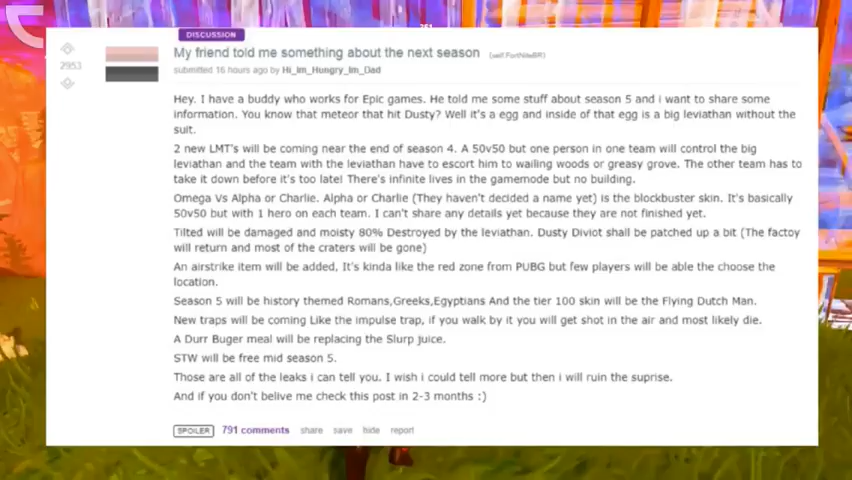 DISCUSSION
My friend told me something about the next season (self.FortNiteBR)
2953
submitted 16 hours ago by Hi_Im_Hungry_Im_Dad
Hey. I have a buddy who works for Epic games. He told me some stuff about season 5 and i want to share some
information. You know that meteor that hit Dusty? Well it's a egg and inside of that egg is a big leviathan without the
suit.
2 new LMT's will be coming near the end of season 4. A 50v50 but one person in one team will control the big
leviathan and the team with the leviathan have to escort him to wailing woods or greasy grove. The other team has to
take it down before it's too late! There's infinite lives in the gamemode but no building.
Omega Vs Alpha or Charlie. Alpha or Charlie (They haven't decided a name yet) is the blockbuster skin. It's basically
50v50 but with 1 hero on each team. I can't share any details yet because they are not finished yet.
Tilted will be damaged and moisty 80% Destroyed by the leviathan. Dusty Diviot shall be patched up a bit (The factoy
will return and most of the craters will be gone)
An airstrike item will be added, It's kinda like the red zone from PUBG but few players will be able the choose the
location.
Season 5 will be history themed Romans,Greeks,Egyptians And the tier 100 skin will be the Flying Dutch Man.
New traps will be coming Like the impulse trap, if you walk by it you will get shot in the air and most likely die.
A Durr Buger meal will be replacing the Slurp juice.
STW will be free mid season 5.
Those are all of the leaks i can tell you. I wish i could tell more but then i will ruin the suprise.
And if you don't belive me check this post in 2-3 months :)
SPOILER 791 comments share save hide report